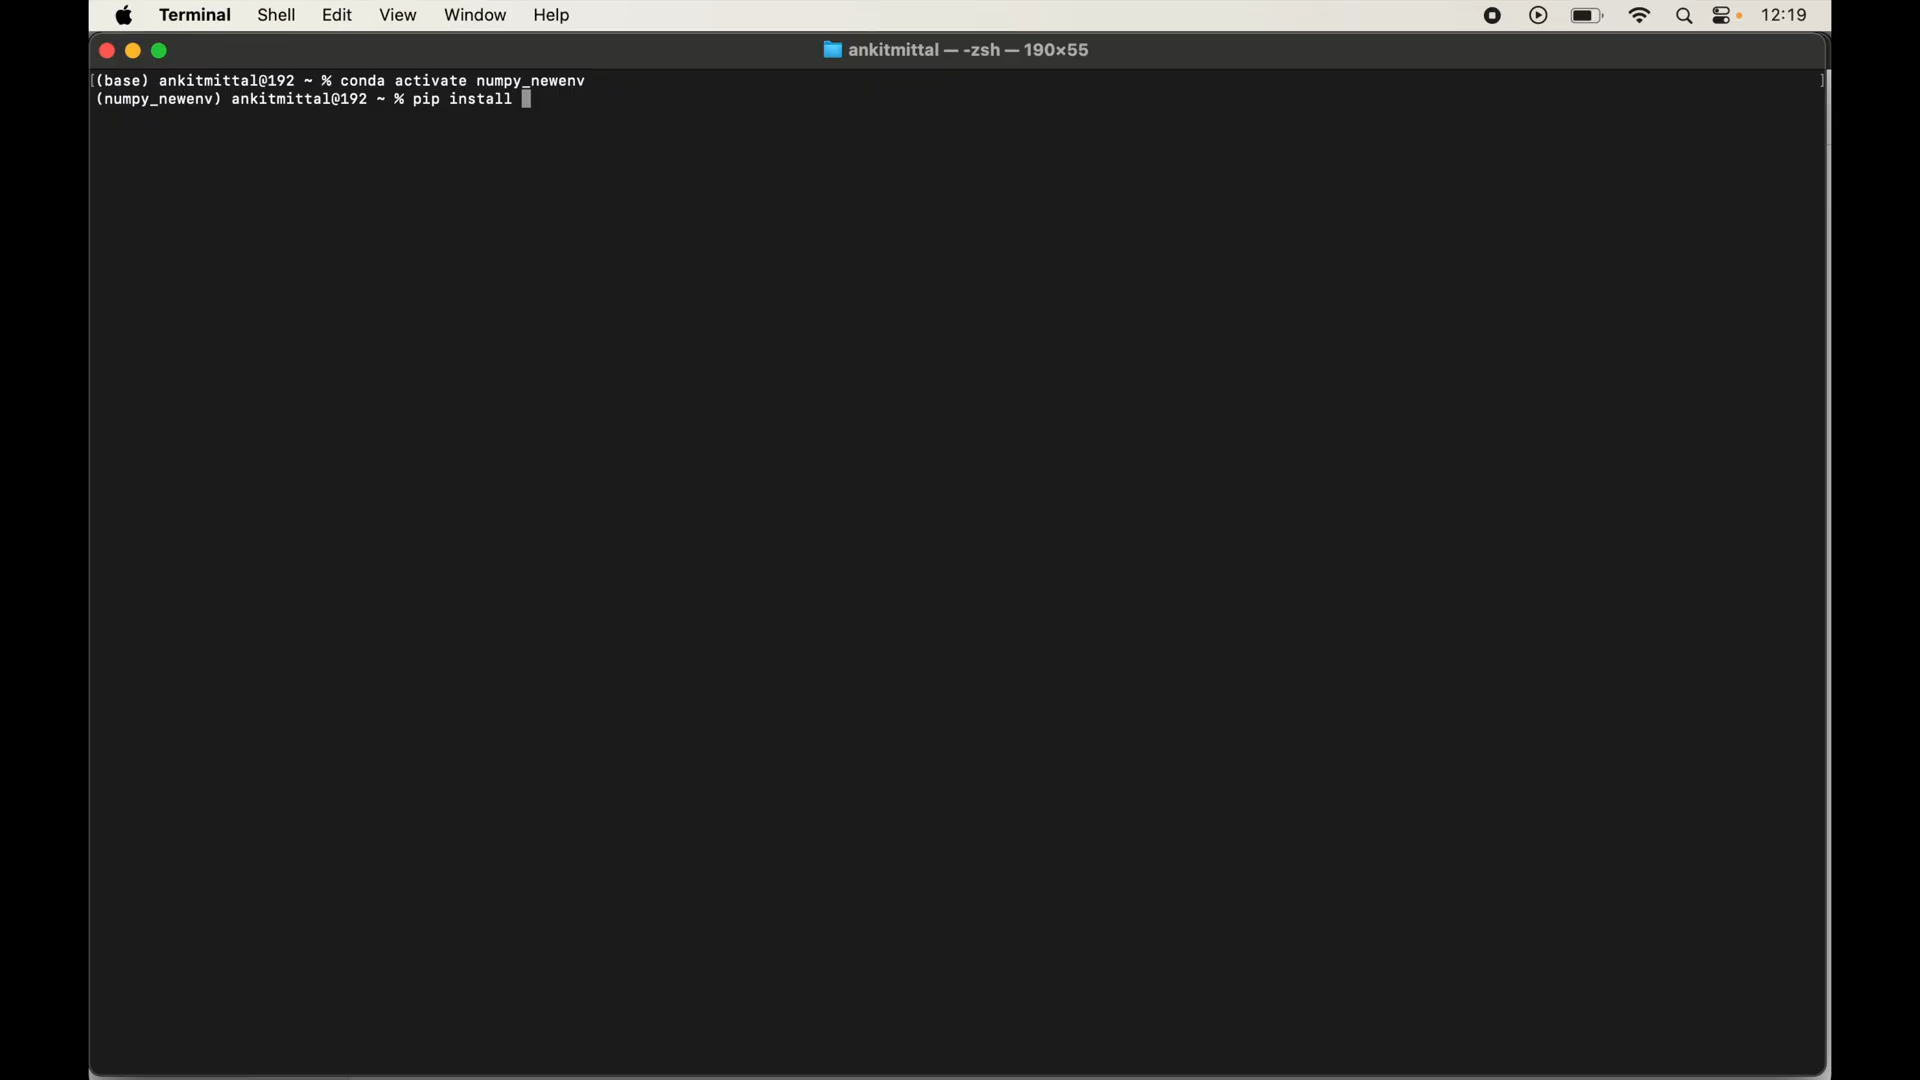 Terminal Shell Edit View Window Help 12:19
ankitmittal — -zsh — 190×55
[(base) ankitmittal@192 ~ % conda activate numpy_newenv ]
(numpy_newenv) ankitmittal@192 ~ % pip install